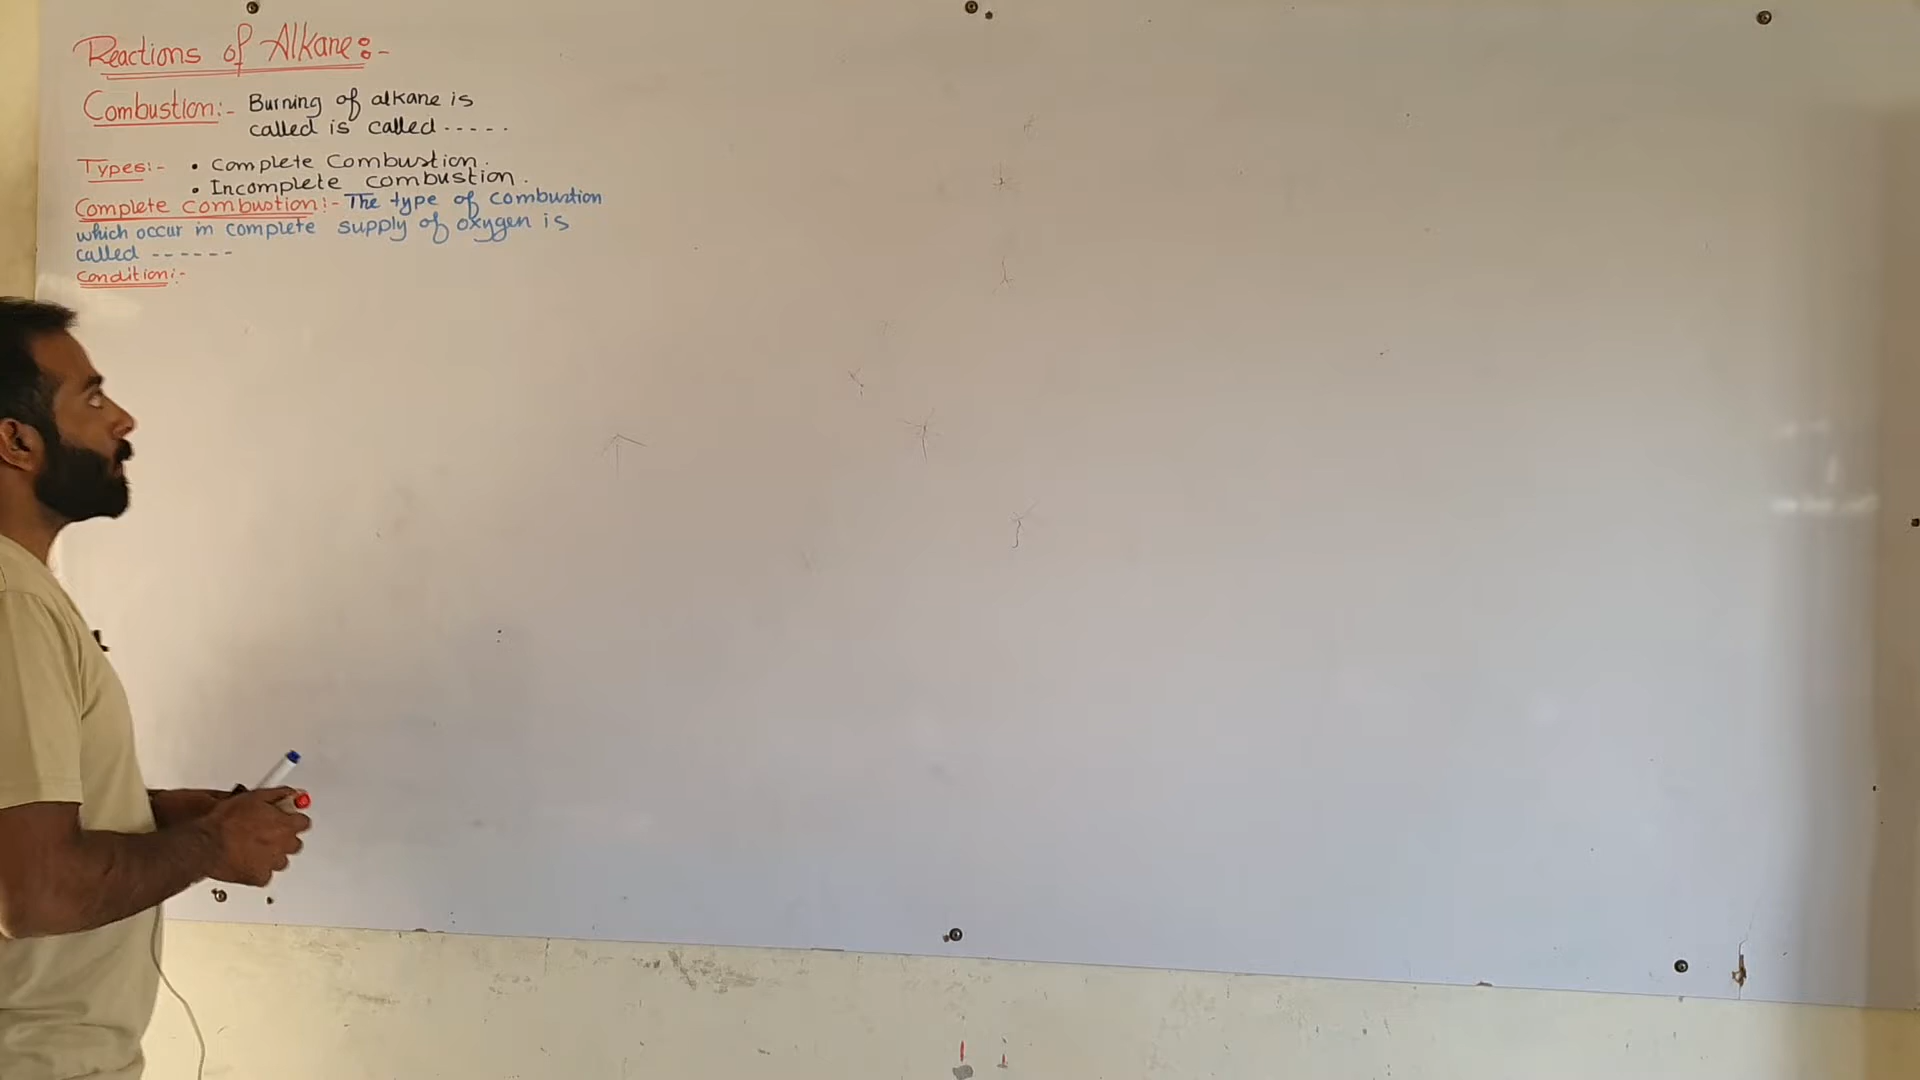 Reactions of Alkane:-
Combustion:- Burning of alkane is
called is called -----
Types:- • Complete Combustion.
• Incomplete combustion.
Complete combustion:- The type of combustion
which occur in complete supply of oxygen is
called ------
Condition:-